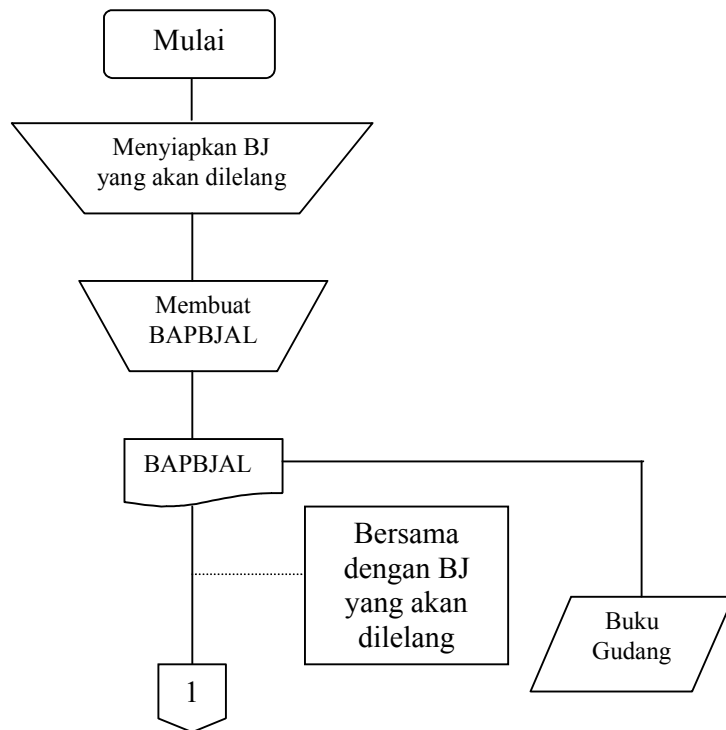 Mulai
Menyiapkan BJ
yang akan dilelang
Membuat
BAPBJAL
BAPBJAL
Bersama
dengan BJ
yang akan
dilelang
Buku
Gudang
1